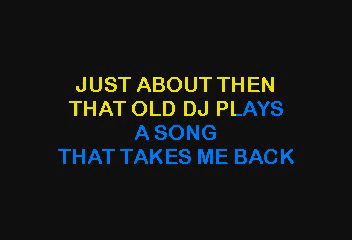 JUST ABOUT THEN
THAT OLD DJ PLAYS
A SONG
THAT TAKES ME BACK